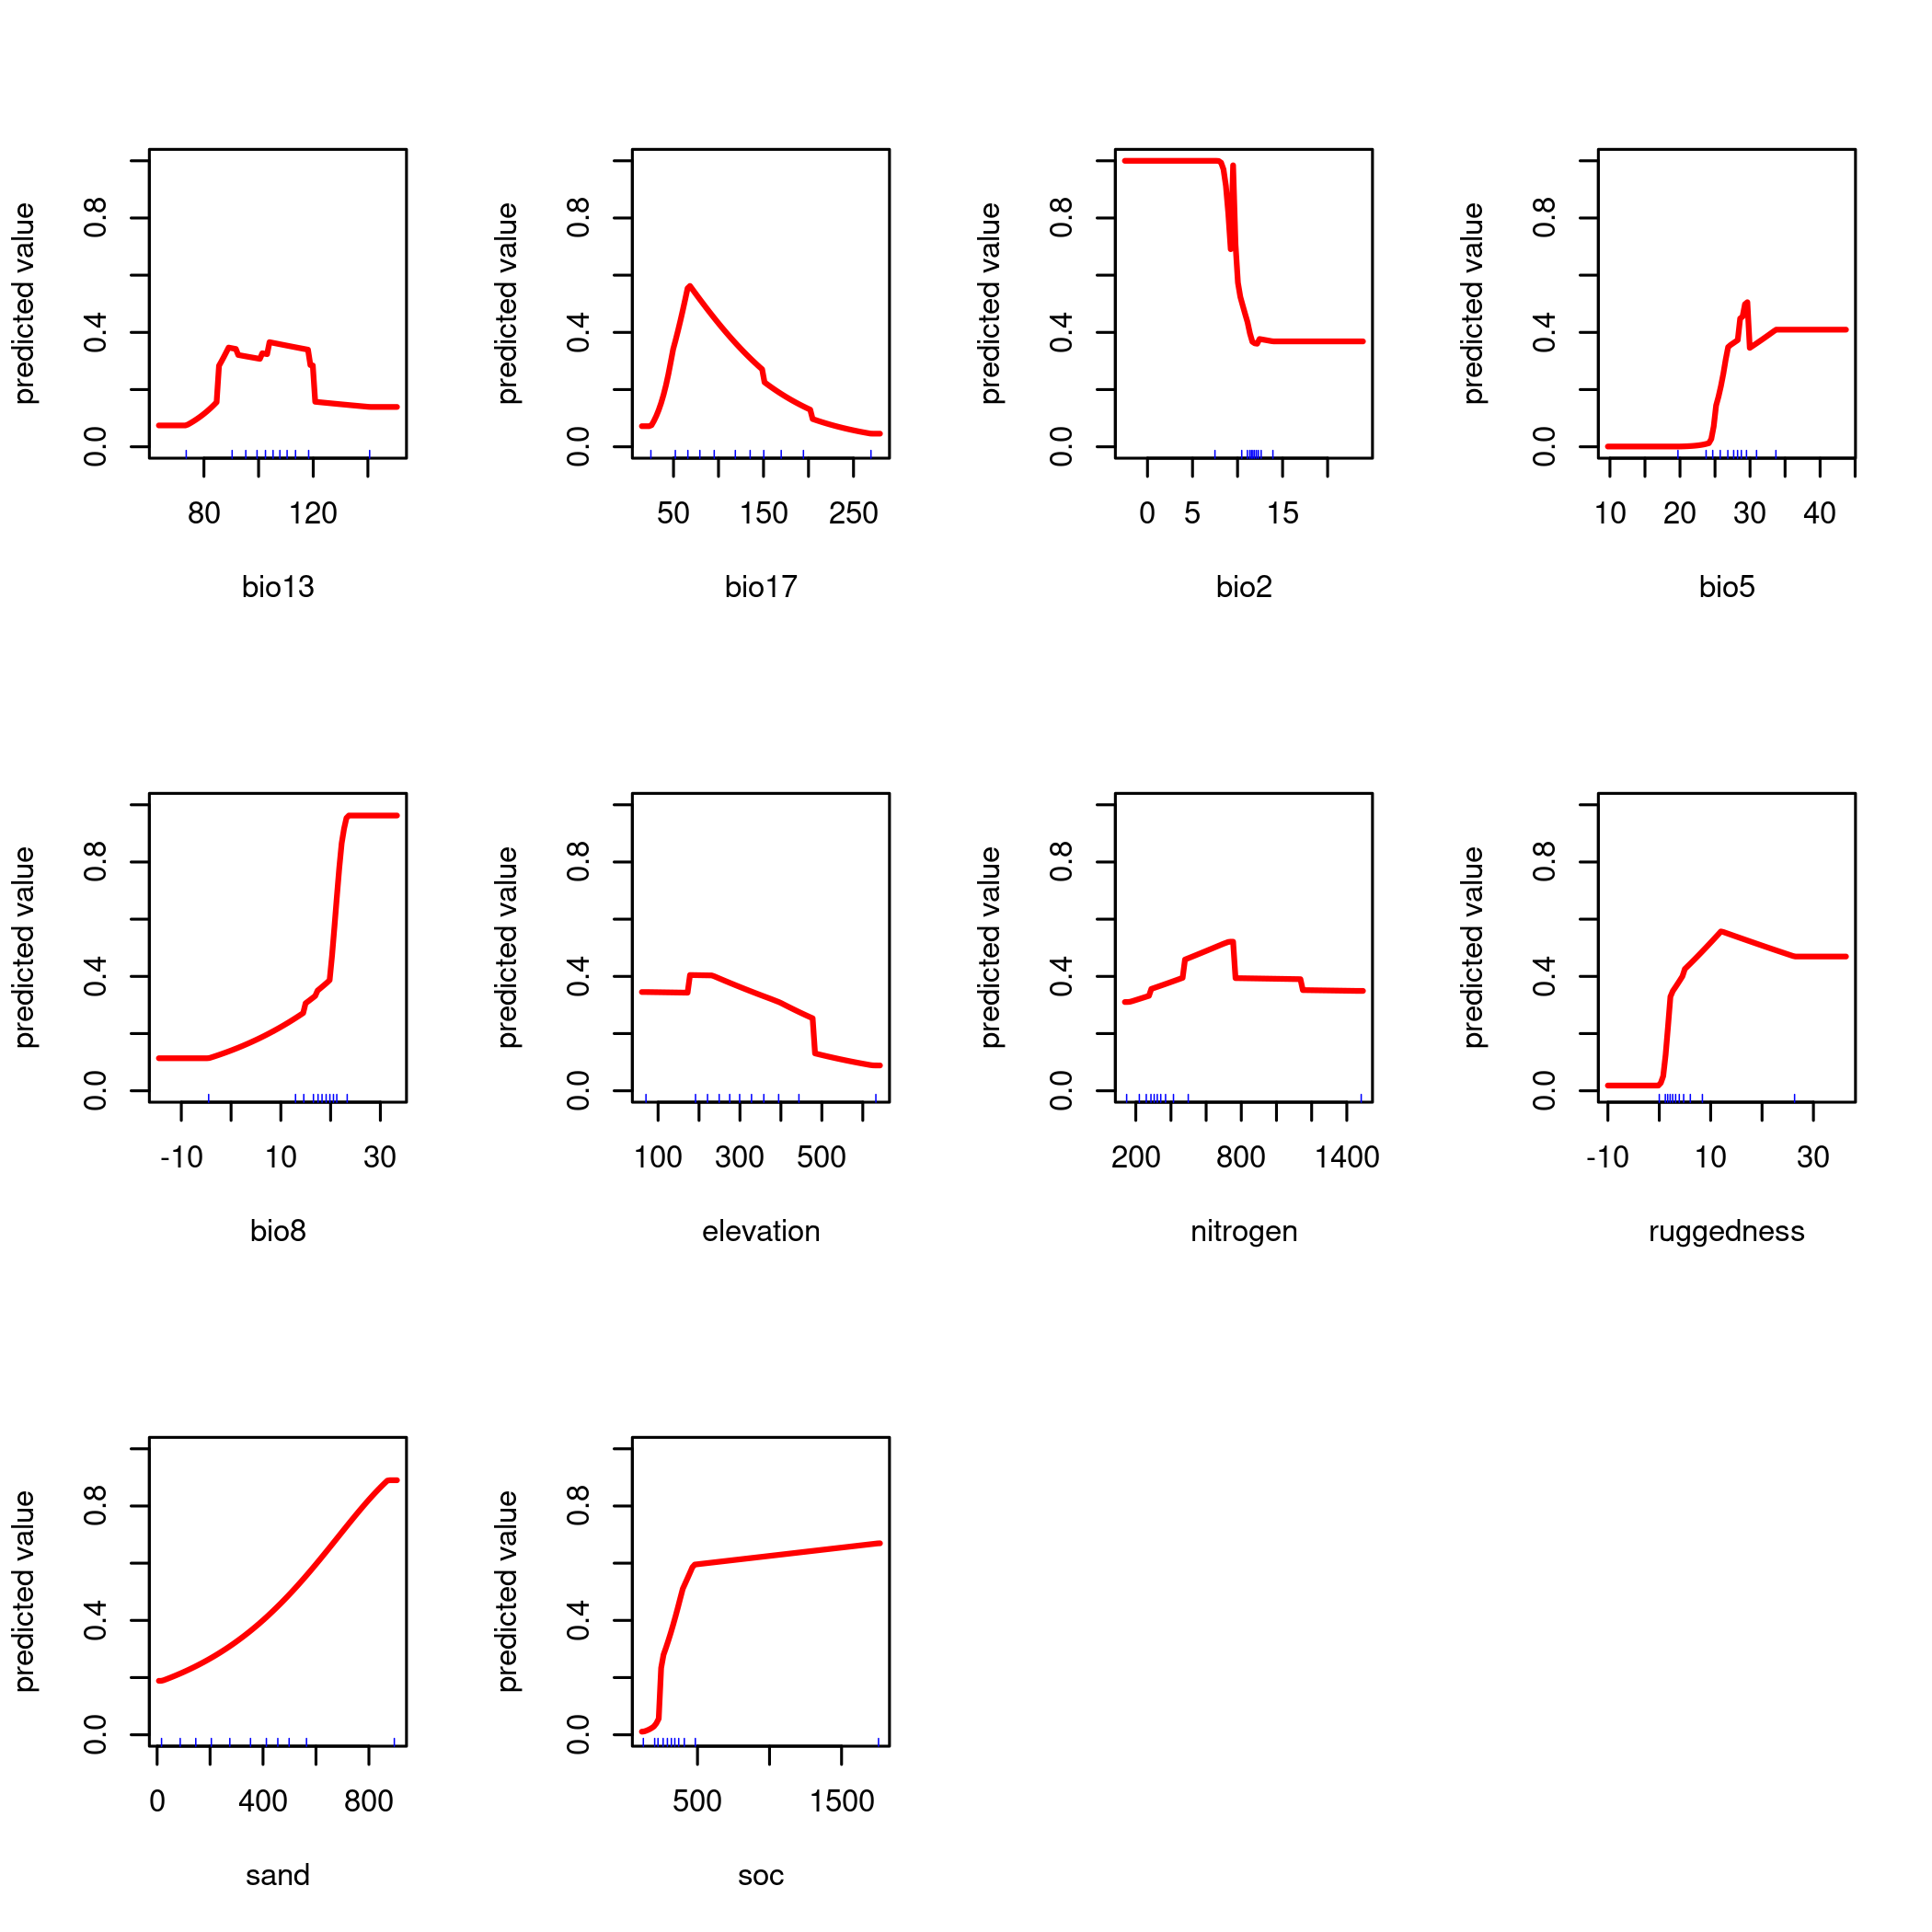 predicted value
0.0 0.4 0.8
80 120
bio13
predicted value
0.0 0.4 0.8
50 150 250
bio17
predicted value
0.0 0.4 0.8
0 5 15
bio2
predicted value
0.0 0.4 0.8
10 20 30 40
bio5
predicted value
0.0 0.4 0.8
-10 10 30
bio8
predicted value
0.0 0.4 0.8
100 300 500
elevation
predicted value
0.0 0.4 0.8
200 800 1400
nitrogen
predicted value
0.0 0.4 0.8
-10 10 30
ruggedness
predicted value
0.0 0.4 0.8
0 400 800
sand
predicted value
0.0 0.4 0.8
500 1500
soc